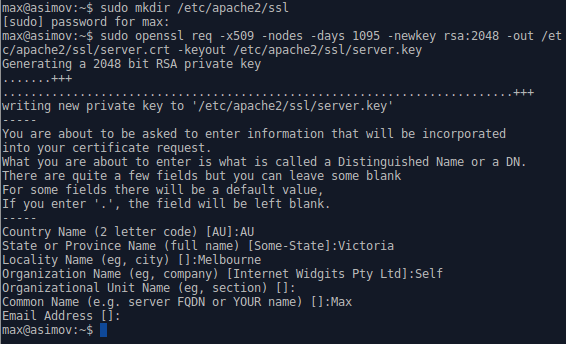 max@asimov:~$ sudo mkdir /etc/apache2/ssl
[sudo] password for max:
max@asimov:~$ sudo openssl req -x509 -nodes -days 1095 -newkey rsa:2048 -out /et
c/apache2/ssl/server.crt -keyout /etc/apache2/ssl/server.key
Generating a 2048 bit RSA private key
.......+++
..........................................................................+++
writing new private key to '/etc/apache2/ssl/server.key'
-----
You are about to be asked to enter information that will be incorporated
into your certificate request.
What you are about to enter is what is called a Distinguished Name or a DN.
There are quite a few fields but you can leave some blank
For some fields there will be a default value,
If you enter '.', the field will be left blank.
-----
Country Name (2 letter code) [AU]:AU
State or Province Name (full name) [Some-State]:Victoria
Locality Name (eg, city) []:Melbourne
Organization Name (eg, company) [Internet Widgits Pty Ltd]:Self
Organizational Unit Name (eg, section) []:
Common Name (e.g. server FQDN or YOUR name) []:Max
Email Address []:
max@asimov:~$